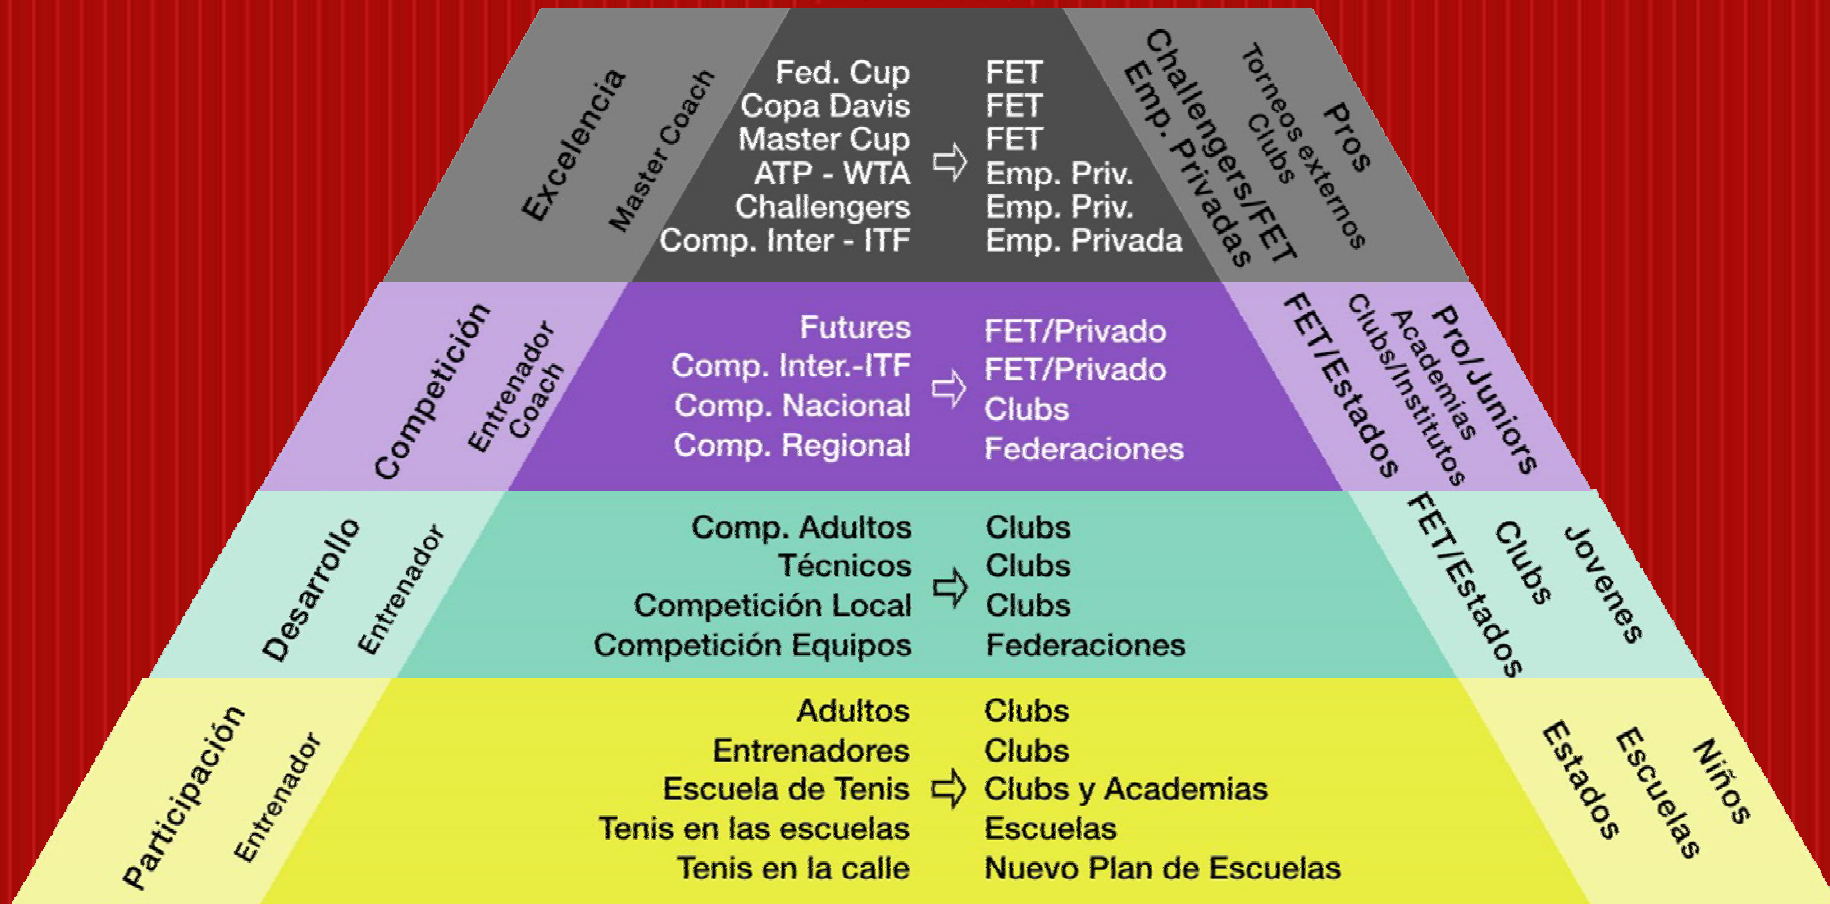 Excelencia
Master Coach
Fed. Cup FET
Copa Davis FET
Master Cup FET
ATP - WTA Emp. Priv.
Challengers Emp. Priv.
Comp. Inter - ITF Emp. Privada
Challengers/FET
Emp. Privadas
Torneos externos
Clubs
Pros
Competición
Entrenador
Coach
Futures FET/Privado
Comp. Inter.-ITF FET/Privado
Comp. Nacional Clubs
Comp. Regional Federaciones
FET/Estados
Clubs/Institutos
Academias
Pro/Juniors
Desarrollo
Entrenador
Comp. Adultos Clubs
Técnicos Clubs
Competición Local Clubs
Competición Equipos Federaciones
FET/Estados
Clubs
Jovenes
Participación
Entrenador
Adultos Clubs
Entrenadores Clubs
Escuela de Tenis Clubs y Academias
Tenis en las escuelas Escuelas
Tenis en la calle Nuevo Plan de Escuelas
Estados
Escuelas
Niños